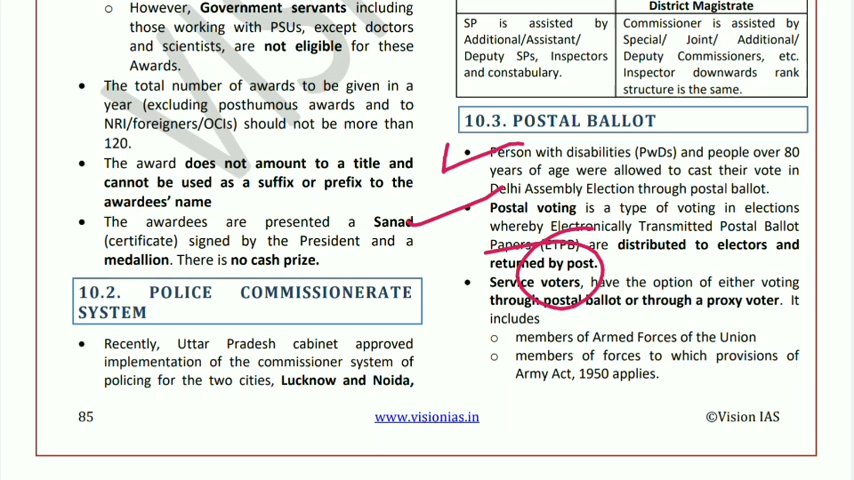 o However, Government servants including
those working with PSUs, except doctors
and scientists, are not eligible for these
Awards.
• The total number of awards to be given in a
year (excluding posthumous awards and to
NRI/foreigners/OCIs) should not be more than
120.
• The award does not amount to a title and
cannot be used as a suffix or prefix to the
awardees' name
• The awardees are presented a Sanad
(certificate) signed by the President and a
medallion. There is no cash prize.
10.2. POLICE COMMISSIONERATE
SYSTEM
• Recently, Uttar Pradesh cabinet approved
implementation of the commissioner system of
policing for the two cities, Lucknow and Noida,
District Magistrate
SP is assisted by
Additional/Assistant/
Deputy SPs, Inspectors
and constabulary.
Commissioner is assisted by
Special/ Joint/ Additional/
Deputy Commissioners, etc.
Inspector downwards rank
structure is the same.
10.3. POSTAL BALLOT
• Person with disabilities (PwDs) and people over 80
years of age were allowed to cast their vote in
Delhi Assembly Election through postal ballot.
• Postal voting is a type of voting in elections
whereby Electronically Transmitted Postal Ballot
Papers (ETPB) are distributed to electors and
returned by post.
• Service voters, have the option of either voting
through postal ballot or through a proxy voter. It
includes
o members of Armed Forces of the Union
o members of forces to which provisions of
Army Act, 1950 applies.
85
www.visionias.in
©Vision IAS